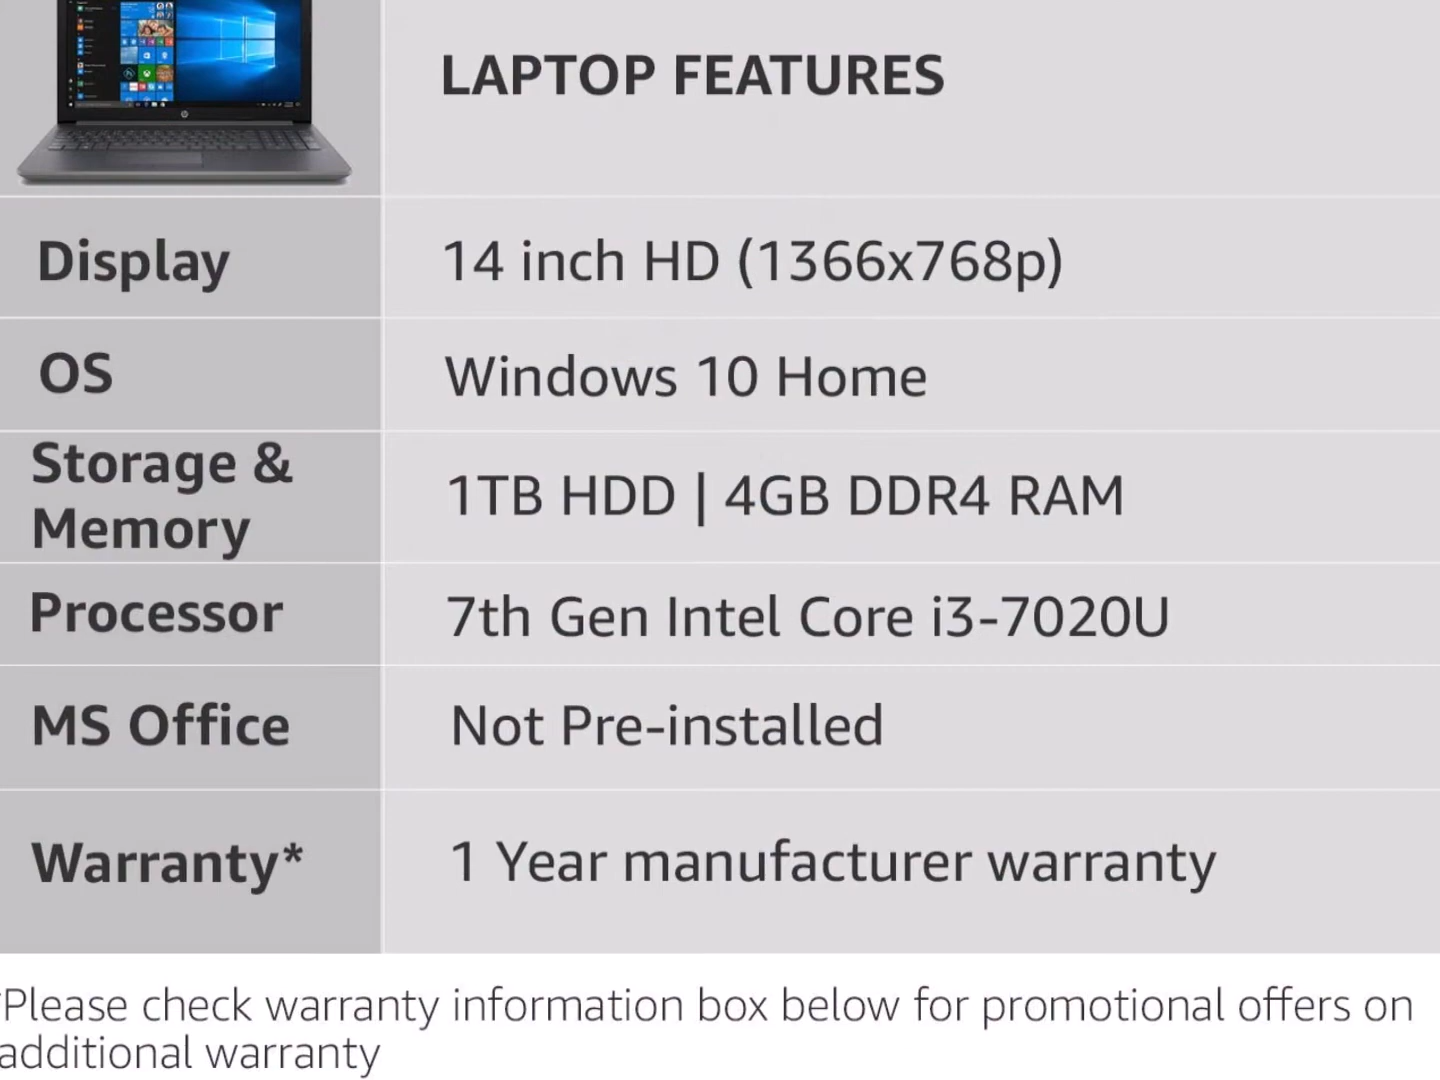 LAPTOP FEATURES
Display
14 inch HD (1366x768p)
OS
Windows 10 Home
Storage &
Memory
1TB HDD | 4GB DDR4 RAM
Processor
7th Gen Intel Core i3-7020U
MS Office
Not Pre-installed
Warranty*
1 Year manufacturer warranty
*Please check warranty information box below for promotional offers on
additional warranty